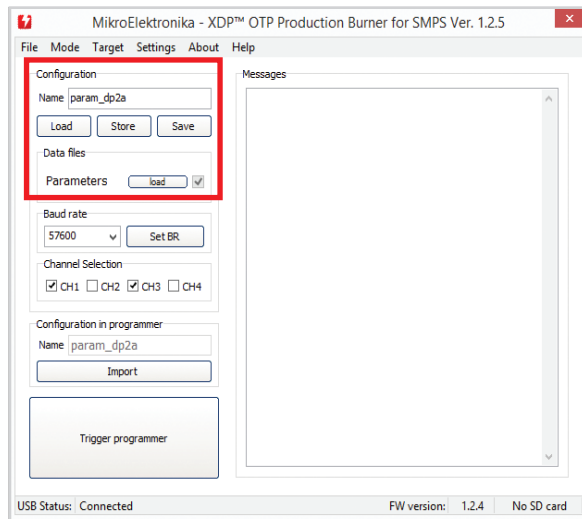 MikroElektronika - XDP™ OTP Production Burner for SMPS Ver. 1.2.5
File Mode Target Settings About Help
Configuration
Name param_dp2a
Load Store Save
Data files
Parameters load
Baud rate
57600 Set BR
Channel Selection
CH1 CH2 CH3 CH4
Configuration in programmer
Name param_dp2a
Import
Trigger programmer
Messages
USB Status: Connected FW version: 1.2.4 No SD card